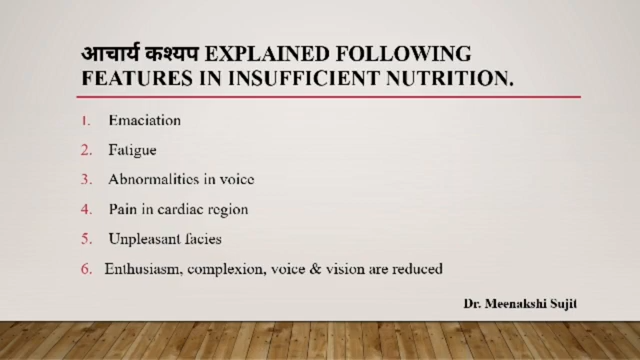 आचार्य कश्यप EXPLAINED FOLLOWING
FEATURES IN INSUFFICIENT NUTRITION.
1. Emaciation
2. Fatigue
3. Abnormalities in voice
4. Pain in cardiac region
5. Unpleasant facies
6. Enthusiasm, complexion, voice & vision are reduced
Dr. Meenakshi Sujit